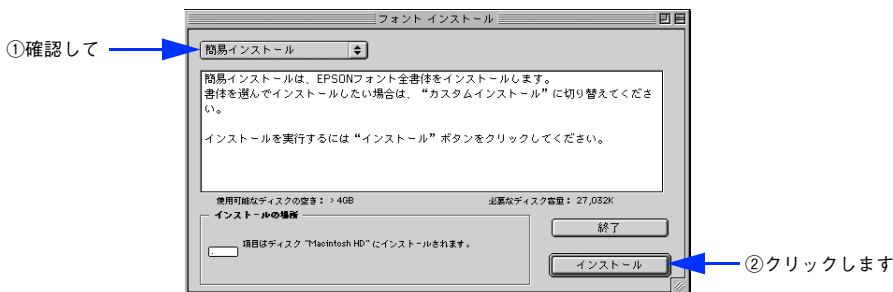 フォント インストール
①確認して
簡易インストール
簡易インストールは、EPSONフォント全書体をインストールします。
書体を選んでインストールしたい場合は、“カスタムインストール”に切り替えてくださ
い。
インストールを実行するには“インストール”ボタンをクリックしてください。
使用可能なディスクの空き： > 4GB
必要なディスク容量： 27,032K
インストールの場所
項目はディスク “Macintosh HD” にインストールされます。
終了
インストール
②クリックします